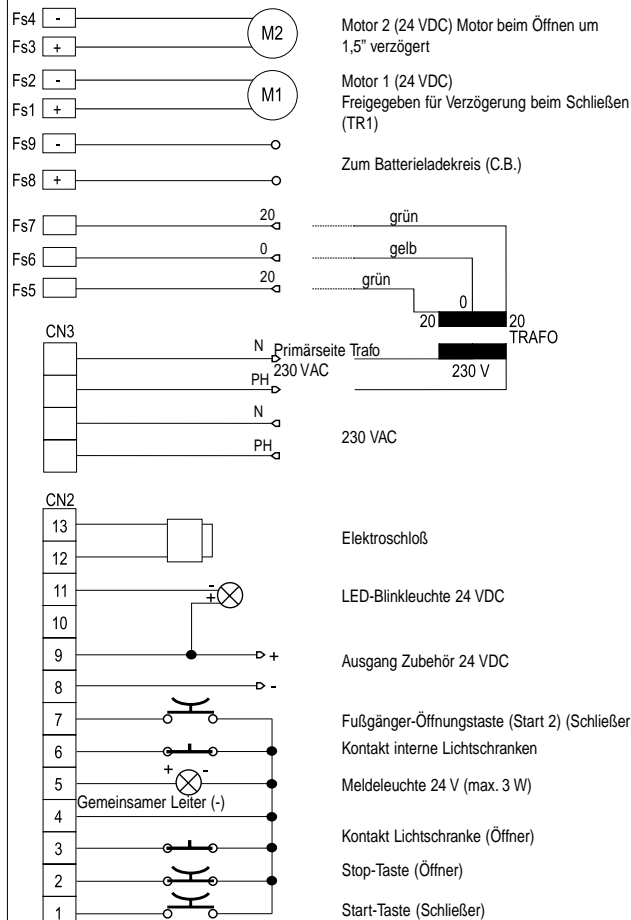 Fs4 - M2 Motor 2 (24 VDC) Motor beim Öffnen um
Fs3 + 1,5” verzögert
Fs2 - M1 Motor 1 (24 VDC)
Fs1 + Freigegeben für Verzögerung beim Schließen
(TR1)
Fs9 -
Zum Batterieladekreis (C.B.)
Fs8 +
Fs7 20 grün
Fs6 0 gelb
Fs5 20 grün
0
20 20
TRAFO
CN3
N Primärseite Trafo
230 VAC 230 V
PH
N
230 VAC
PH
CN2
13
Elektroschloß
12
11 - + LED-Blinkleuchte 24 VDC
10
9 + Ausgang Zubehör 24 VDC
8 -
7 Fußgänger-Öffnungstaste (Start 2) (Schließer
6 Kontakt interne Lichtschranken
5 + - Meldeleuchte 24 V (max. 3 W)
Gemeinsamer Leiter (-)
4
3 Kontakt Lichtschranke (Öffner)
2 Stop-Taste (Öffner)
1 Start-Taste (Schließer)